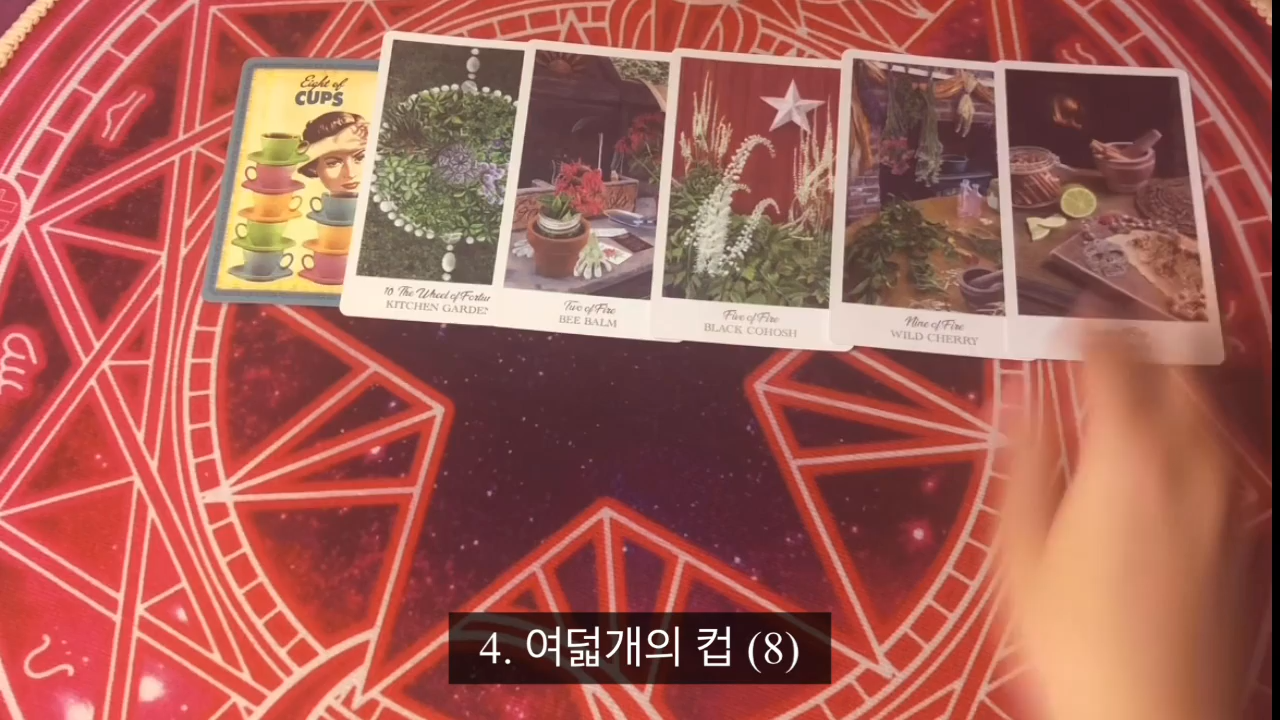 Eight of
CUPS
10 The Wheel of Fortun
KITCHEN GARDE
Two of Fire
BEE BALM
Five of Fire
BLACK COHOSH
Nine of Fire
WILD CHERRY
4. 여덟개의 컵 (8)